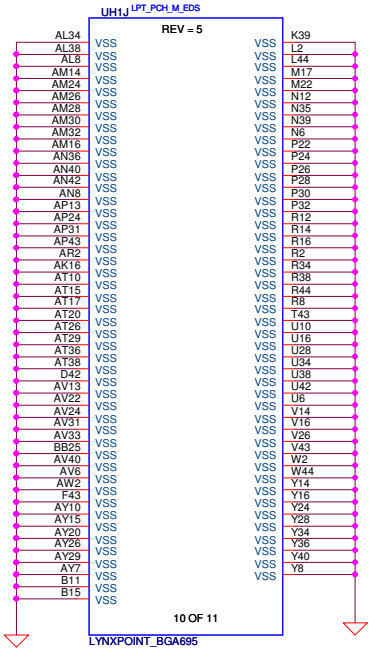 UH1J LPT_PCH_M_EDS
REV = 5
AL34 VSS VSS K39
AL38 VSS VSS L2
AL8 VSS VSS L44
AM14 VSS VSS M17
AM24 VSS VSS M22
AM26 VSS VSS N12
AM28 VSS VSS N35
AM30 VSS VSS N39
AM32 VSS VSS N6
AM16 VSS VSS P22
AN36 VSS VSS P24
AN40 VSS VSS P26
AN42 VSS VSS P28
AN8 VSS VSS P30
AP13 VSS VSS P32
AP24 VSS VSS R12
AP31 VSS VSS R14
AP43 VSS VSS R16
AR2 VSS VSS R2
AK16 VSS VSS R34
AT10 VSS VSS R38
AT15 VSS VSS R44
AT17 VSS VSS R8
AT20 VSS VSS T43
AT26 VSS VSS U10
AT29 VSS VSS U16
AT36 VSS VSS U28
AT38 VSS VSS U34
D42 VSS VSS U38
AV13 VSS VSS U42
AV22 VSS VSS U6
AV24 VSS VSS V14
AV31 VSS VSS V16
AV33 VSS VSS V26
BB25 VSS VSS V43
AV40 VSS VSS W2
AV6 VSS VSS W44
AW2 VSS VSS Y14
F43 VSS VSS Y16
AY10 VSS VSS Y24
AY15 VSS VSS Y28
AY20 VSS VSS Y34
AY26 VSS VSS Y36
AY29 VSS VSS Y40
AY7 VSS VSS Y8
B11 VSS
B15 VSS
10 OF 11
LYNXPOINT_BGA695